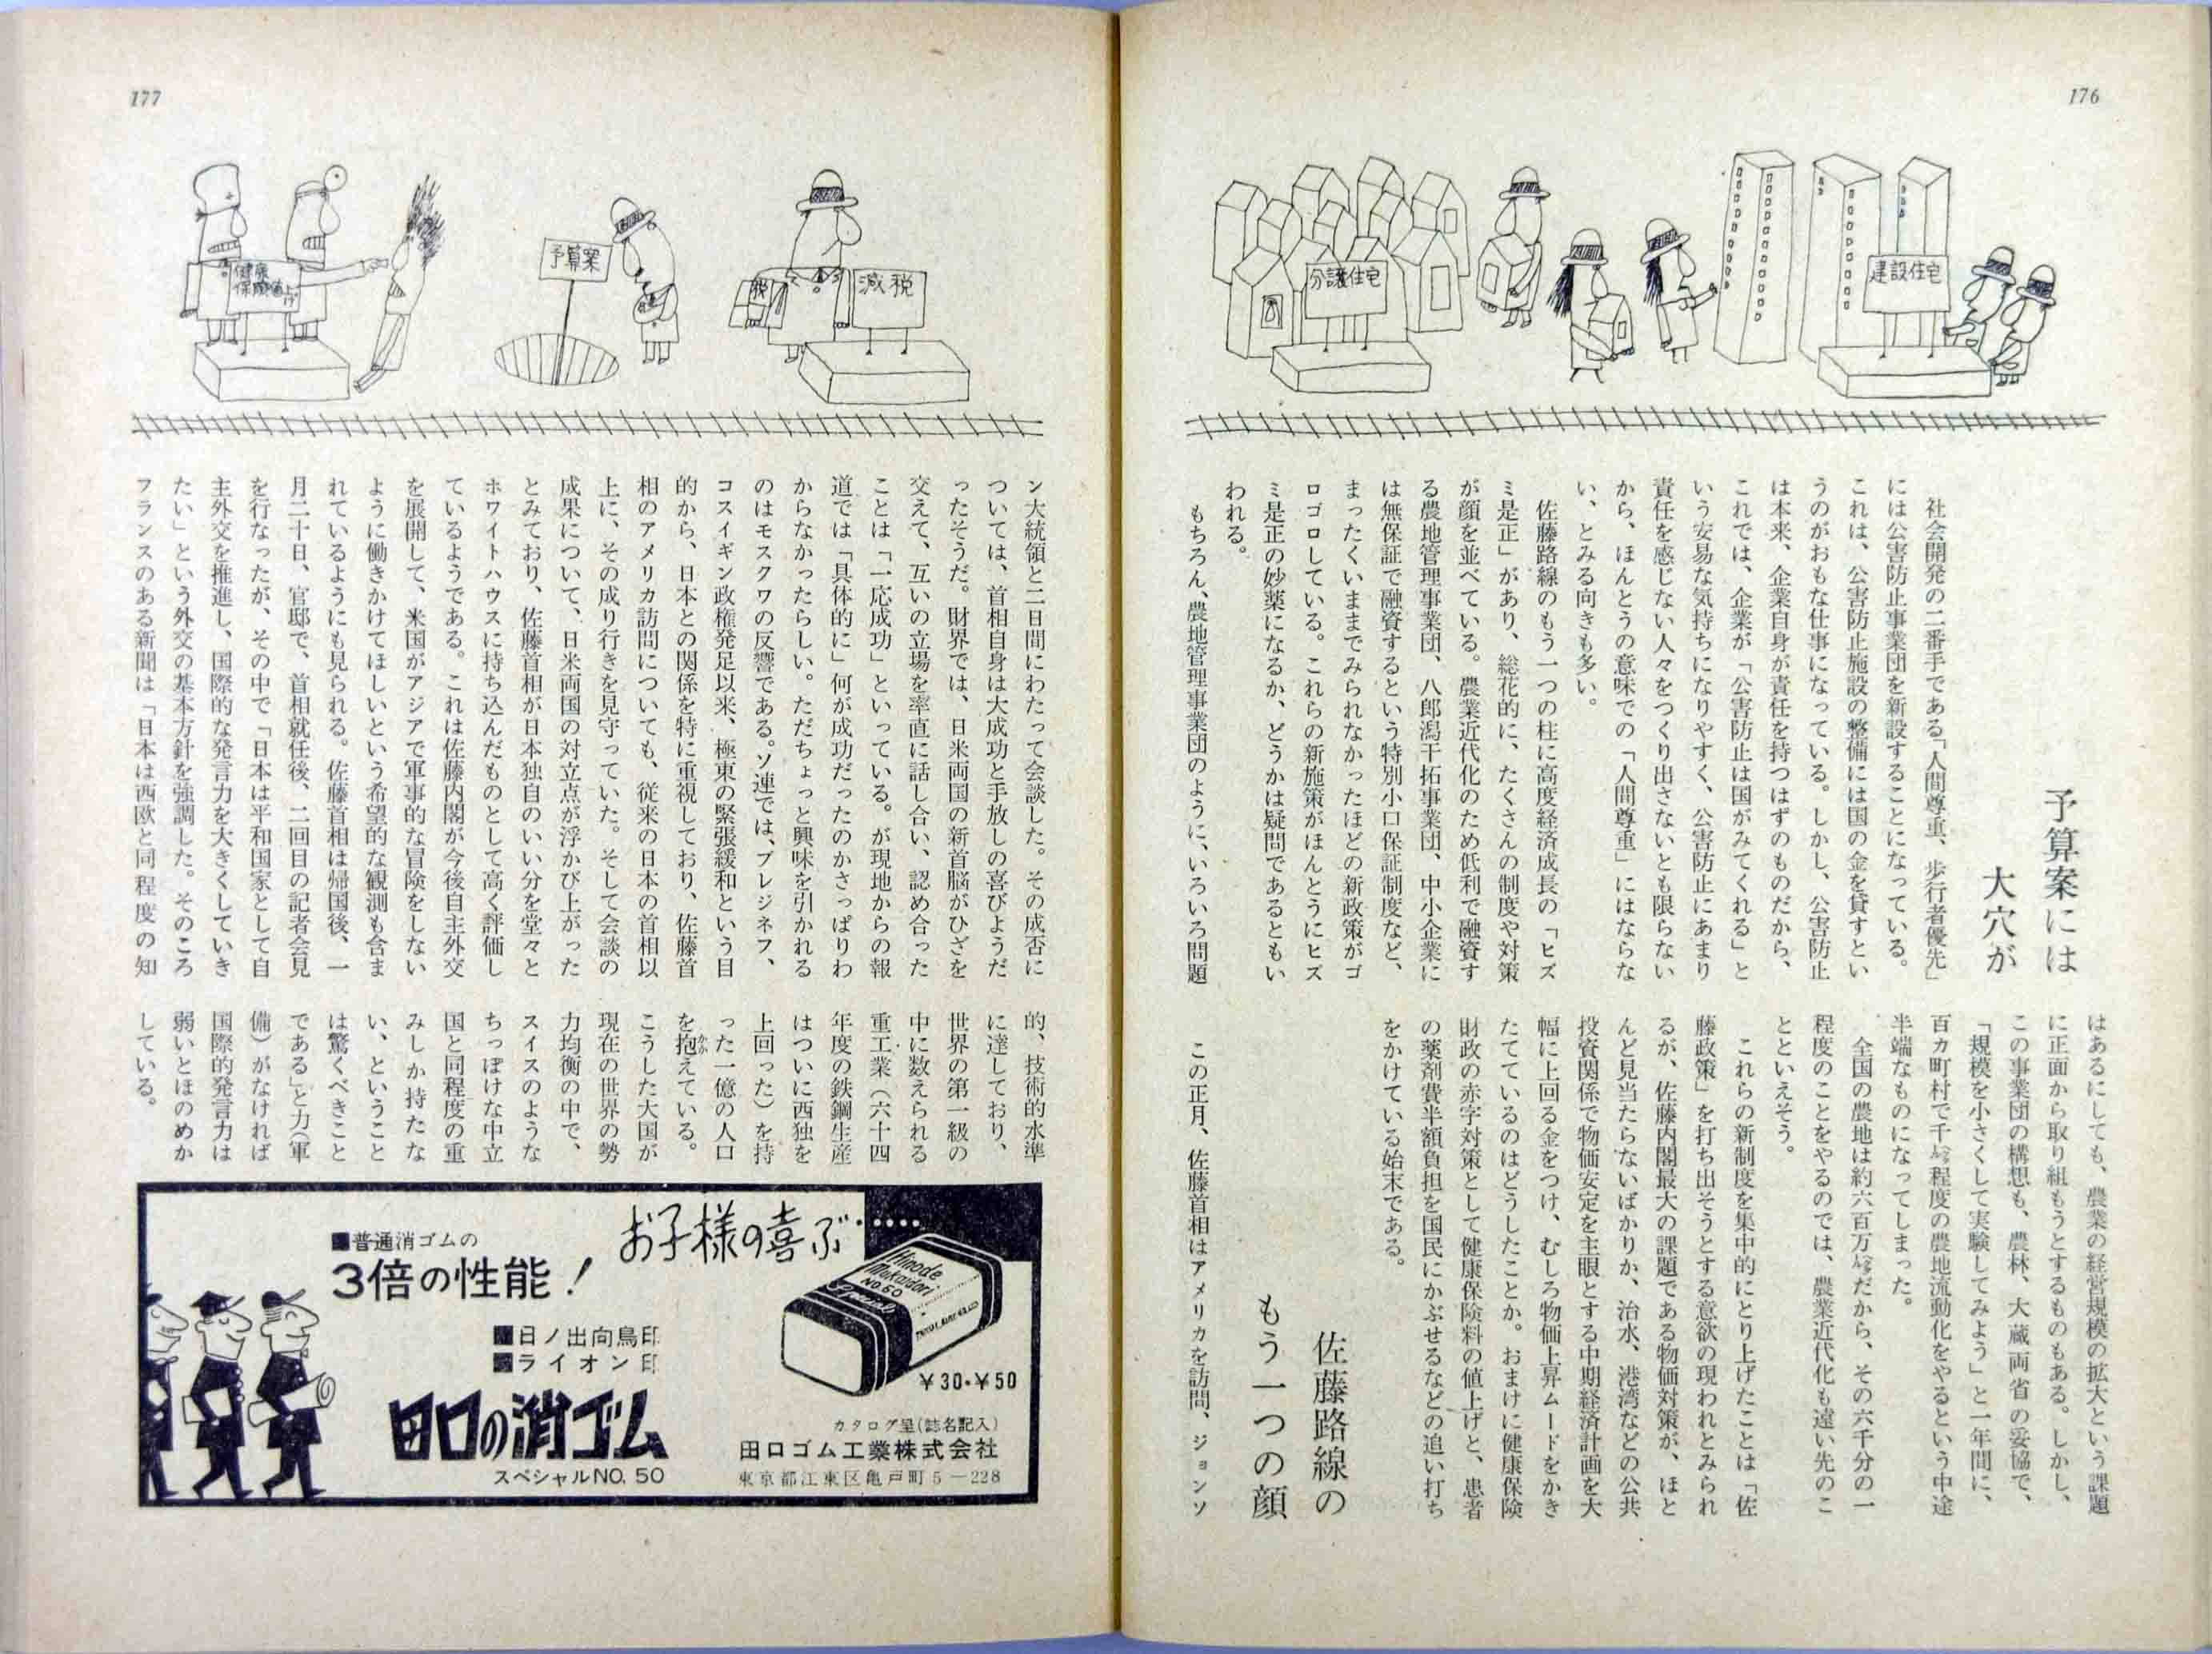 176
分譲住宅
建設住宅
予算案には
大穴が
社会開発の二番手である「人間尊重、歩行者優先」
には公害防止事業団を新設することになっている。
これは、公害防止施設の整備には国の金を貸すとい
うのがおもな仕事になっている。しかし、公害防止
は本来、企業自身が責任を持つはずのものだから、
これでは、企業が「公害防止は国がみてくれる」と
いう安易な気持ちになりやすく、公害防止にあまり
責任を感じない人々をつくり出さないとも限らない
から、ほんとうの意味での「人間尊重」にはならな
い、とみる向きも多い。
佐藤路線のもう一つの柱に高度経済成長の「ヒズ
ミ是正」があり、総花的に、たくさんの制度や対策
が顔を並べている。農業近代化のため低利で融資す
る農地管理事業団、八郎潟干拓事業団、中小企業に
は無保証で融資するという特別小口保証制度など、
まったくいままでみられなかったほどの新政策がゴ
ロゴロしている。これらの新施策がほんとうにヒズ
ミ是正の妙薬になるか、どうかは疑問であるともい
われる。
もちろん、農地管理事業団のように、いろいろ問題
はあるにしても、農業の経営規模の拡大という課題
に正面から取り組もうとするものもある。しかし、
この事業団の構想も、農林、大蔵両省の妥協で、
「規模を小さくして実験してみよう」と一年間に、
百カ町村で千㌶程度の農地流動化をやるという中途
半端なものになってしまった。
全国の農地は約六百万㌶だから、その六千分の一
程度のことをやるのでは、農業近代化も遠い先のこ
とといえそう。
これらの新制度を集中的にとり上げたことは「佐
藤政策」を打ち出そうとする意欲の現われとみられ
るが、佐藤内閣最大の課題である物価対策が、ほと
んど見当たらないばかりか、治水、港湾などの公共
投資関係で物価安定を主眼とする中期経済計画を大
幅に上回る金をつけ、むしろ物価上昇ムードをかき
たてているのはどうしたことか。おまけに健康保険
財政の赤字対策として健康保険料の値上げと、患者
の薬剤費半額負担を国民にかぶせるなどの追い打ち
をかけている始末である。
佐藤路線の
もう一つの顔
この正月、佐藤首相はアメリカを訪問、ジョンソ
177
健康
保険値上げ
予算案
税
減税
ン大統領と二日間にわたって会談した。その成否に
ついては、首相自身は大成功と手放しの喜びようだ
ったそうだ。財界では、日米両国の新首脳がひざを
交えて、互いの立場を率直に話し合い、認め合った
ことは「一応成功」といっている。が現地からの報
道では「具体的に」何が成功だったのかさっぱりわ
からなかったらしい。ただちょっと興味を引かれる
のはモスクワの反響である。ソ連では、ブレジネフ、
コスイギン政権発足以来、極東の緊張緩和という目
的から、日本との関係を特に重視しており、佐藤首
相のアメリカ訪問についても、従来の日本の首相以
上に、その成り行きを見守っていた。そして会談の
成果について、日米両国の対立点が浮かび上がった
とみており、佐藤首相が日本独自のいい分を堂々と
ホワイトハウスに持ち込んだものとして高く評価し
ているようである。これは佐藤内閣が今後自主外交
を展開して、米国がアジアで軍事的な冒険をしない
ように働きかけてほしいという希望的な観測も含ま
れているようにも見られる。佐藤首相は帰国後、一
月二十日、官邸で、首相就任後、二回目の記者会見
を行なったが、その中で「日本は平和国家として自
主外交を推進し、国際的な発言力を大きくしていき
たい」という外交の基本方針を強調した。そのころ
フランスのある新聞は「日本は西欧と同程度の知
的、技術的水準
に達しており、
世界の第一級の
中に数えられる
重工業（六十四
年度の鉄鋼生産
はついに西独を
上回った）を持
った一億の人口
を抱えている。
こうした大国が
現在の世界の勢
力均衡の中で、
スイスのような
ちっぽけな中立
国と同程度の重
みしか持たな
い、ということ
は驚くべきこと
である」と力（軍
備）がなければ
国際的発言力は
弱いとほのめか
している。
お子様の喜ぶ‥‥‥
■普通消ゴムの
3倍の性能！
■日ノ出向鳥印
■ライオン印
田口の消ゴム
スペシャルNO. 50
Hinode
Mukaidori
NO.50
Special
¥30・¥50
カタログ呈（誌名記入）
田口ゴム工業株式会社
東京都江東区亀戸町5－228